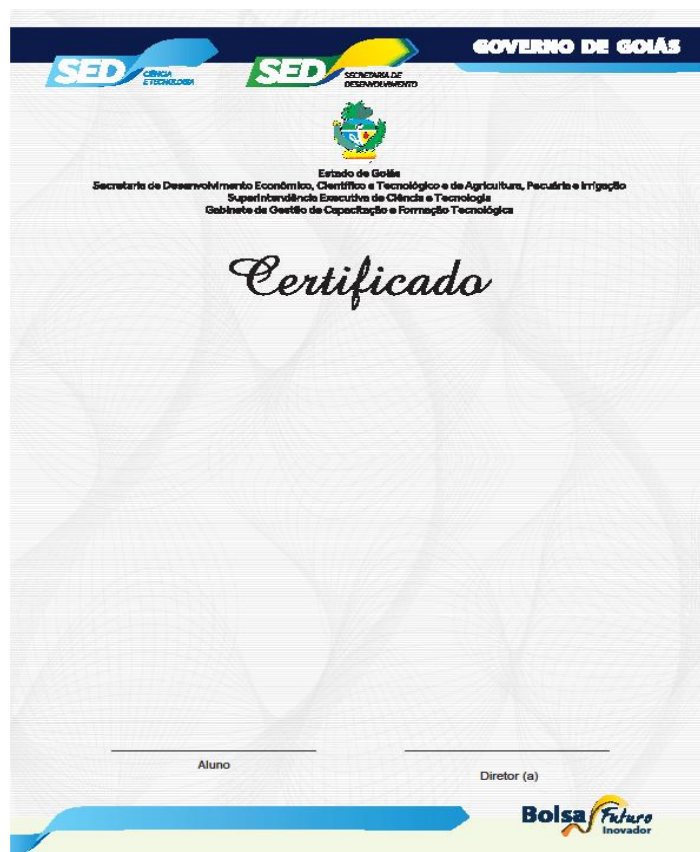 GOVERNO DE GOIÁS
SED CIÊNCIA
E TECNOLOGIA
SED SECRETARIA DE
DESENVOLVIMENTO
Estado de Goiás
Secretaria de Desenvolvimento Econômico, Científico e Tecnológico e de Agricultura, Pecuária e Irrigação
Superintendência Executiva de Ciência e Tecnologia
Gabinete de Gestão de Capacitação e Formação Tecnológica
Certificado
Aluno
Diretor (a)
Bolsa Futuro
Inovador